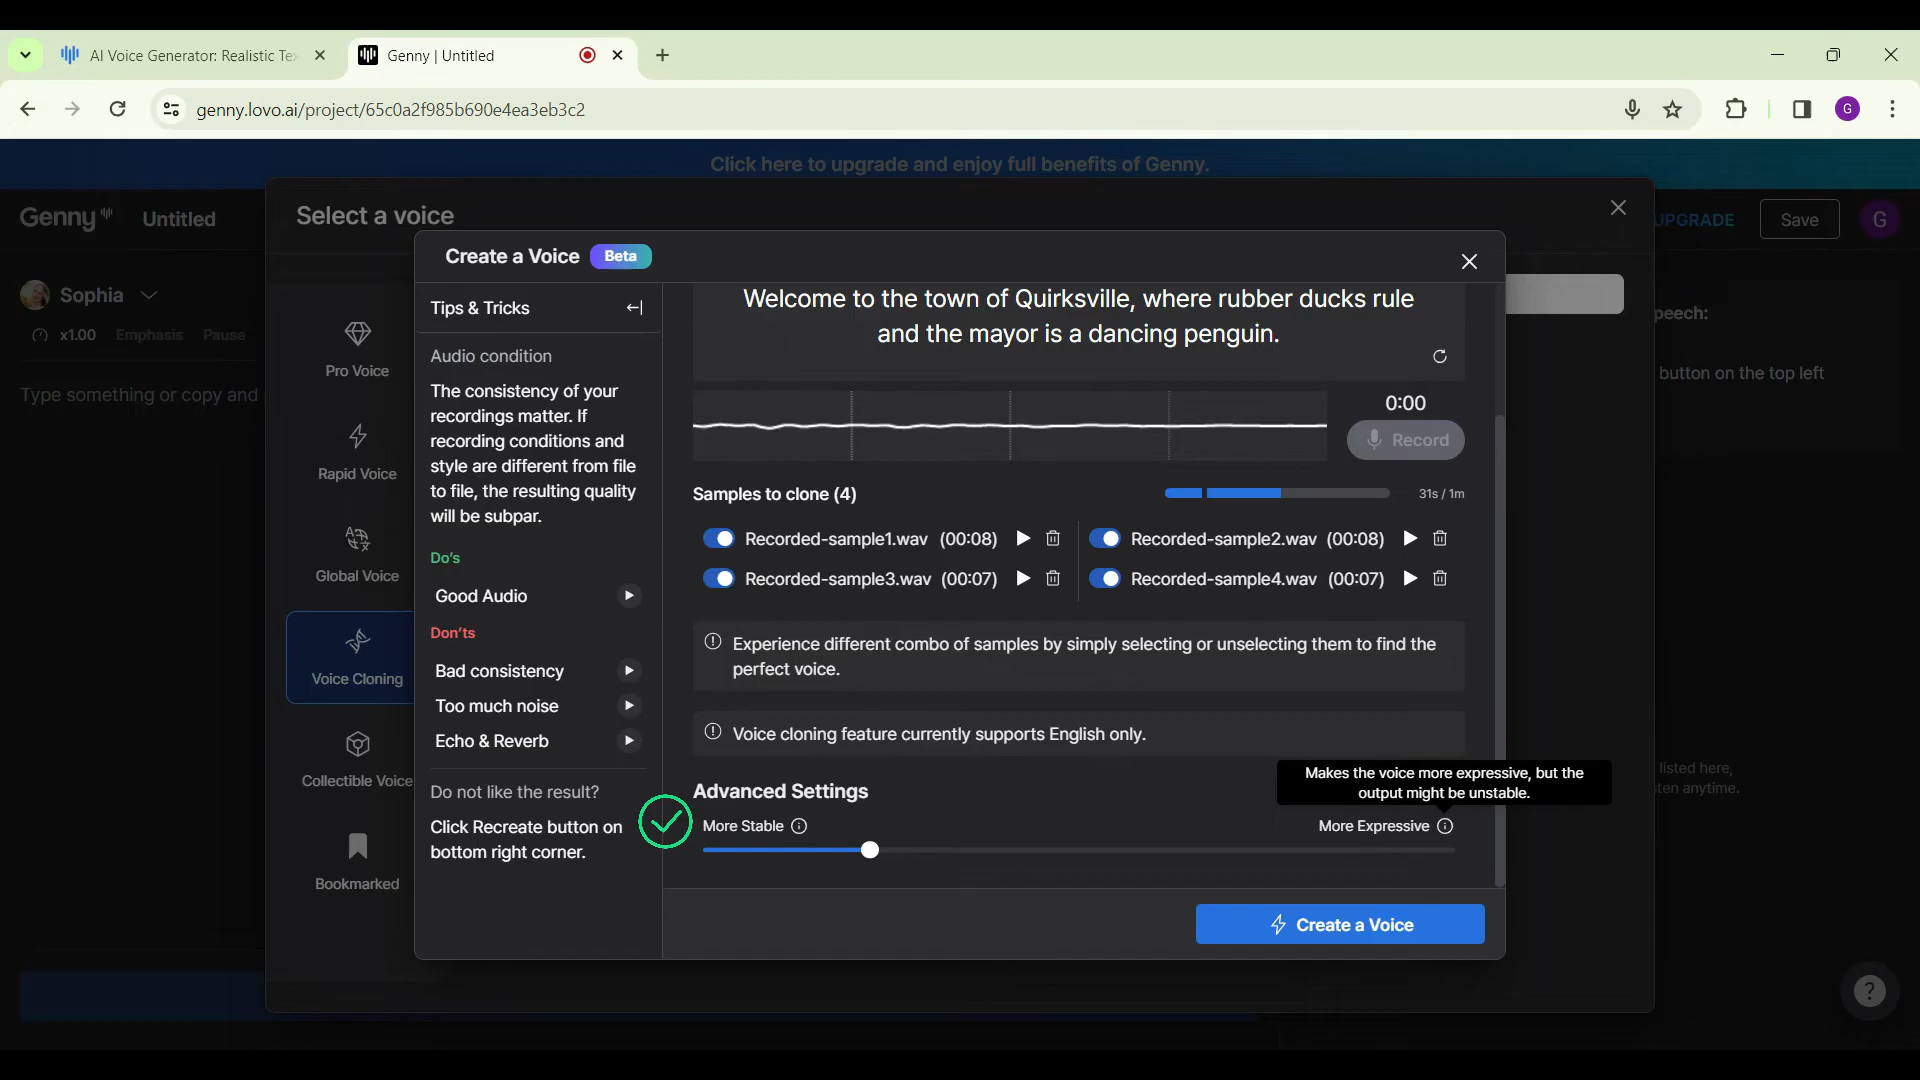 AI Voice Generator: Realistic Te
Genny | Untitled
genny.lovo.ai/project/65c0a2f985b690e4ea3eb3c2
G
Click here to upgrade and enjoy full benefits of Genny.
Genny
Untitled
Select a voice
UPGRADE
Save
G
Create a Voice
Beta
Sophia
x1.00
Emphasis
Pause
Type something or copy and
Pro Voice
Rapid Voice
Global Voice
Voice Cloning
Collectible Voice
Bookmarked
Tips & Tricks
Audio condition
The consistency of your
recordings matter. If
recording conditions and
style are different from file
to file, the resulting quality
will be subpar.
Do's
Good Audio
Don'ts
Bad consistency
Too much noise
Echo & Reverb
Do not like the result?
Click Recreate button on
bottom right corner.
Welcome to the town of Quirksville, where rubber ducks rule
and the mayor is a dancing penguin.
0:00
Record
Samples to clone (4)
31s / 1m
Recorded-sample1.wav (00:08)
Recorded-sample2.wav (00:08)
Recorded-sample3.wav (00:07)
Recorded-sample4.wav (00:07)
Experience different combo of samples by simply selecting or unselecting them to find the
perfect voice.
Voice cloning feature currently supports English only.
Makes the voice more expressive, but the
output might be unstable.
Advanced Settings
More Stable
More Expressive
Create a Voice
peech:
button on the top left
listed here,
ten anytime.
?